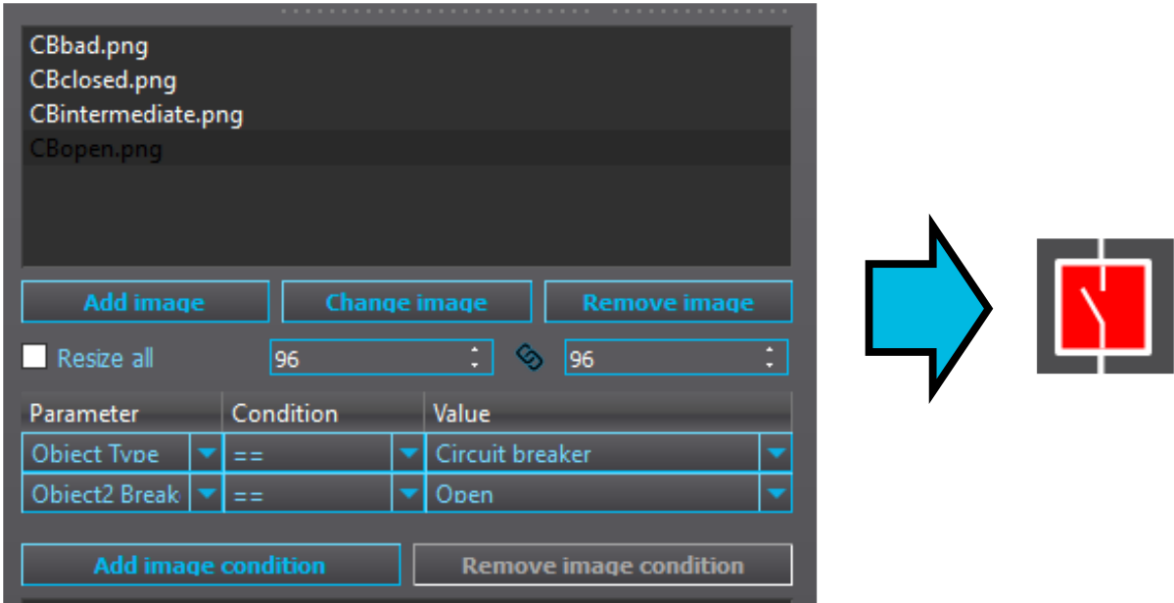 CBbad.png
CBclosed.png
CBintermediate.png
CBopen.png
Add image Change image Remove image
Resize all 96 96
Parameter Condition Value
Object Type == Circuit breaker
Object2 Break == Open
Add image condition Remove image condition